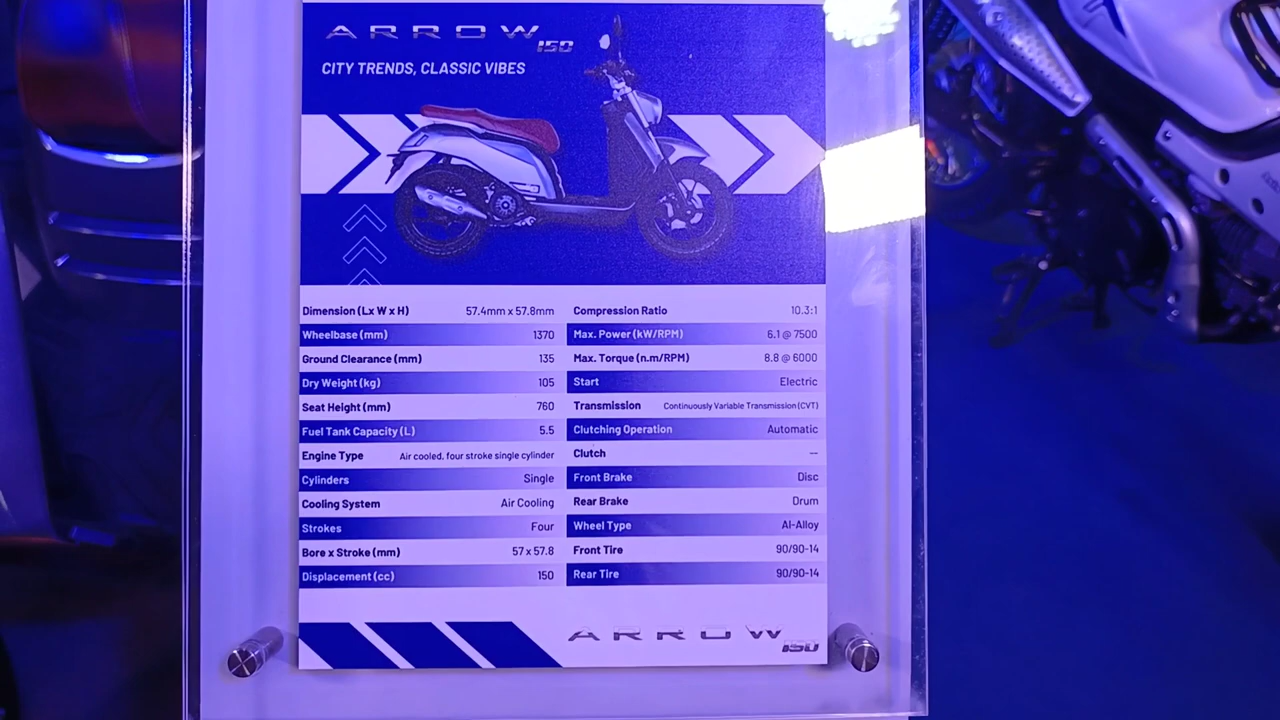 ARROW 150
CITY TRENDS, CLASSIC VIBES
Dimension (Lx W x H) 57.4mm x 57.8mm
Wheelbase (mm) 1370
Ground Clearance (mm) 135
Dry Weight (kg) 105
Seat Height (mm) 760
Fuel Tank Capacity (L) 5.5
Engine Type Air cooled, four stroke single cylinder
Cylinders Single
Cooling System Air Cooling
Strokes Four
Bore x Stroke (mm) 57 x 57.8
Displacement (cc) 150
Compression Ratio 10.3:1
Max. Power (kW/RPM) 6.1 @ 7500
Max. Torque (n.m/RPM) 8.8 @ 6000
Start Electric
Transmission Continuously Variable Transmission (CVT)
Clutching Operation Automatic
Clutch --
Front Brake Disc
Rear Brake Drum
Wheel Type Al-Alloy
Front Tire 90/90-14
Rear Tire 90/90-14
ARROW 150